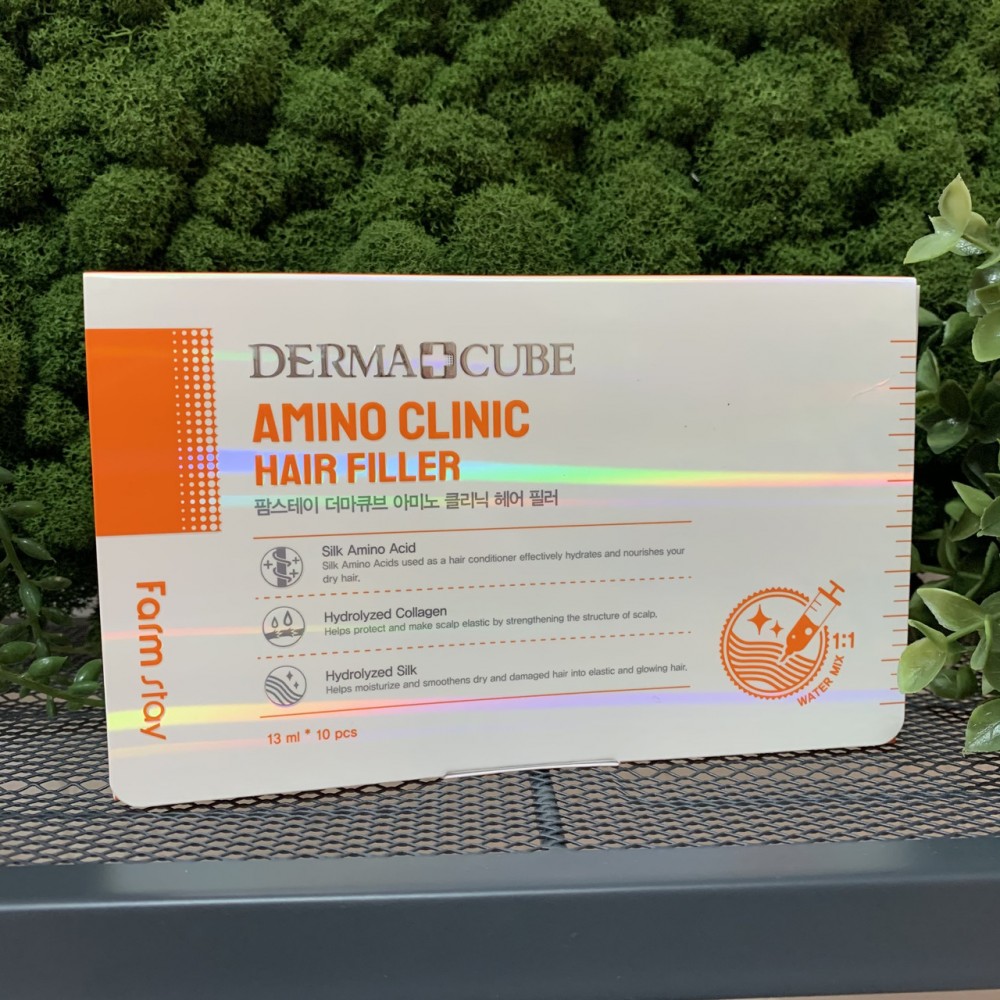 DERMA CUBE
AMINO CLINIC
HAIR FILLER
팜스테이 더마큐브 아미노 클리닉 헤어 필러
Silk Amino Acid
Silk Amino Acids used as a hair conditioner effectively hydrates and nourishes your
dry hair.
Hydrolyzed Collagen
Helps protect and make scalp elastic by strengthening the structure of scalp.
Hydrolyzed Silk
Helps moisturize and smoothens dry and damaged hair into elastic and glowing hair.
13 ml * 10 pcs
Farm stay
1:1
WATER MIX